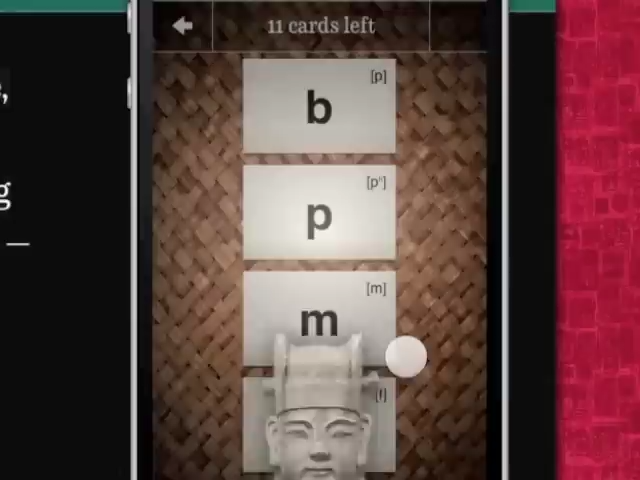 ,
g
—
11 cards left
[p]
b
[pʰ]
p
[m]
m
[f]